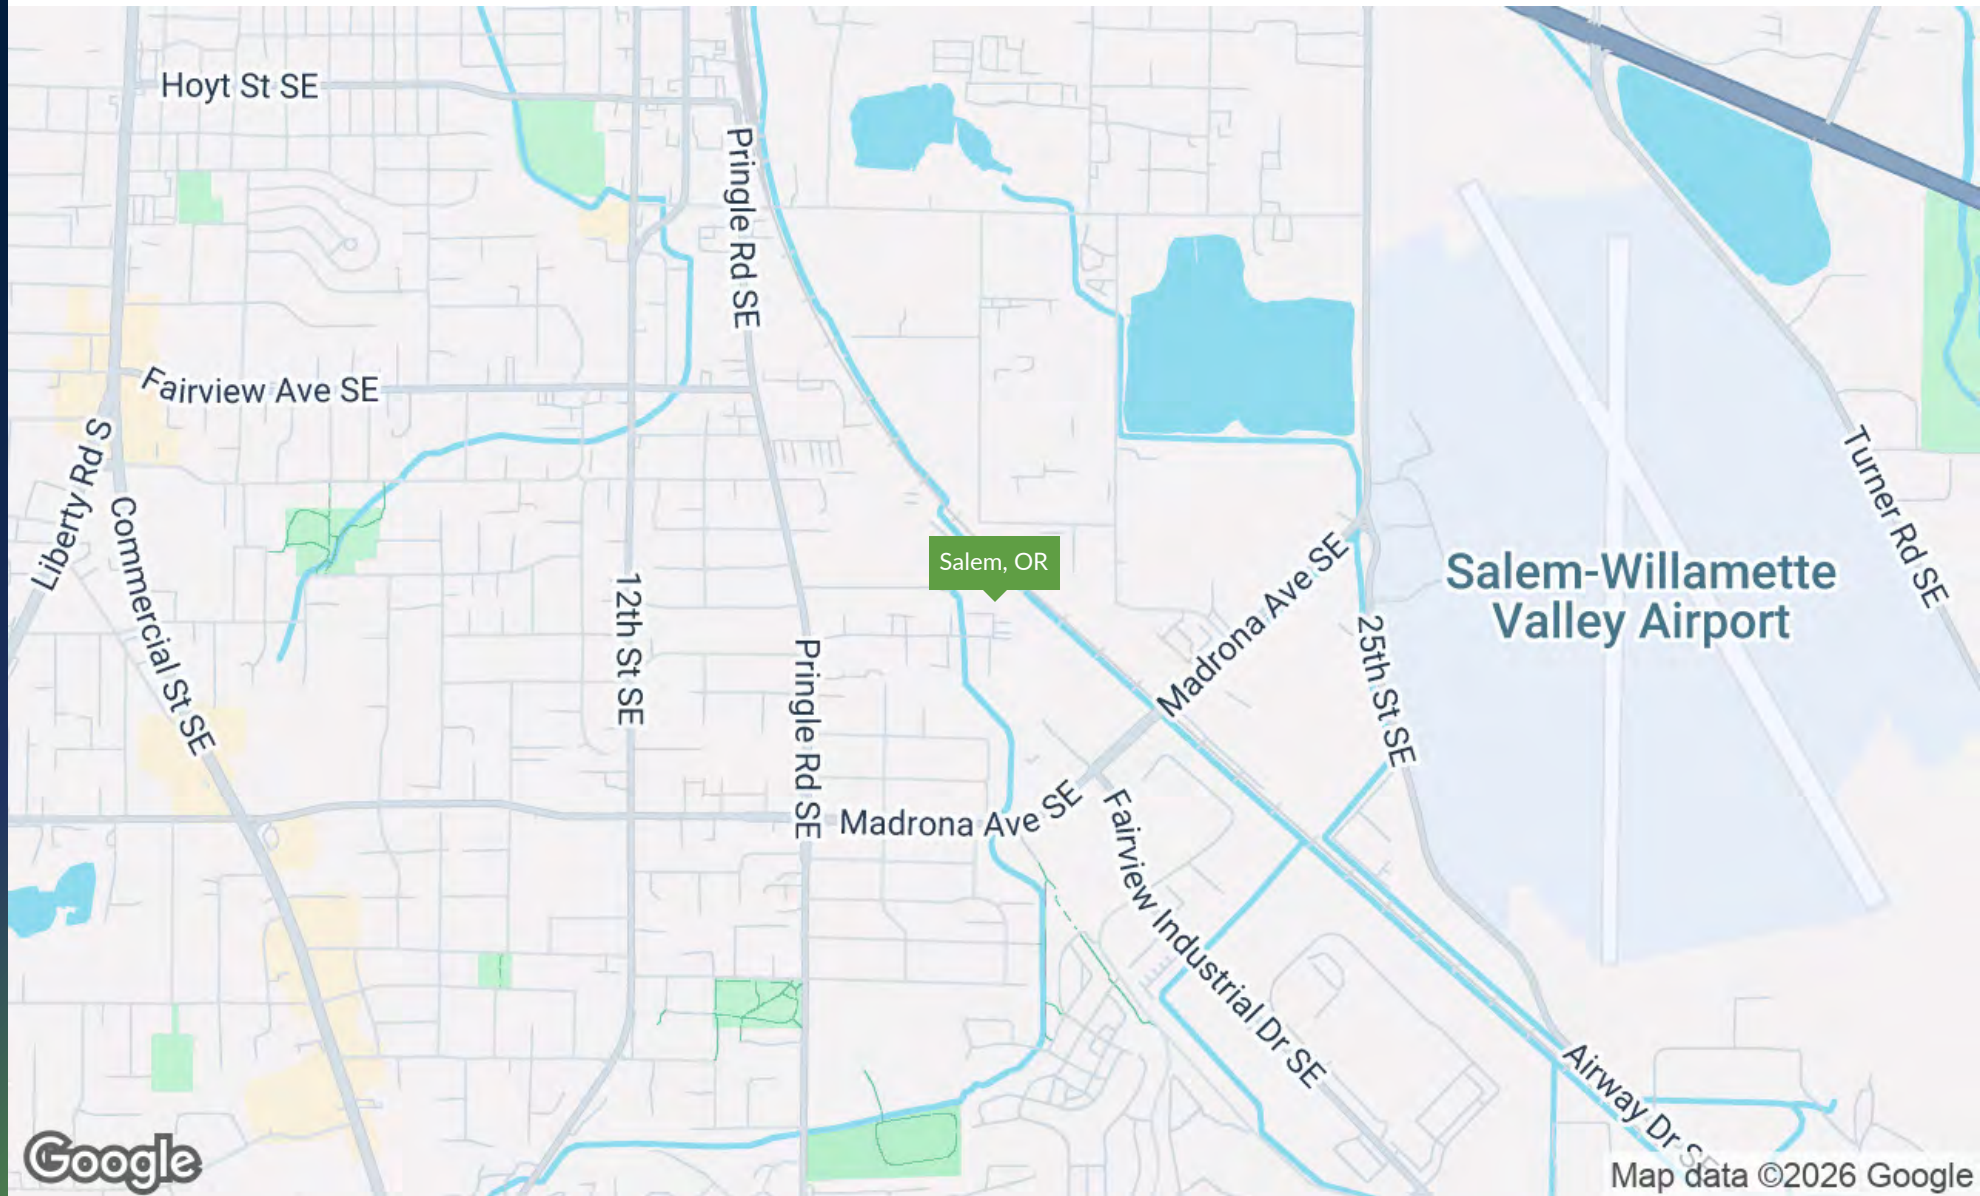 Hoyt St SE
Pringle Rd SE
Fairview Ave SE
Liberty Rd S
Commercial St SE
12th St SE
Pringle Rd SE
Salem, OR
Madrona Ave SE
25th St SE
Salem-Willamette
Valley Airport
Turner Rd SE
Madrona Ave SE
Fairview Industrial Dr SE
Airway Dr SE
Google
Map data ©2026 Google